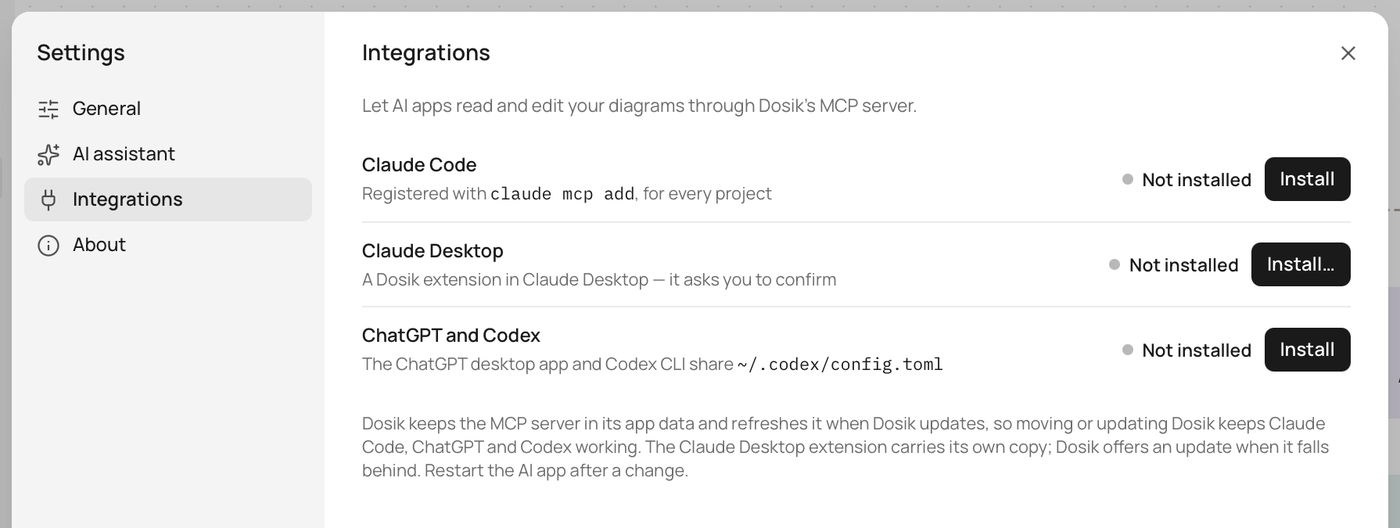 Settings
General
AI assistant
Integrations
About
Integrations
Let AI apps read and edit your diagrams through Dosik's MCP server.
Claude Code
Registered with claude mcp add, for every project
Not installed
Install
Claude Desktop
A Dosik extension in Claude Desktop — it asks you to confirm
Not installed
Install…
ChatGPT and Codex
The ChatGPT desktop app and Codex CLI share ~/.codex/config.toml
Not installed
Install
Dosik keeps the MCP server in its app data and refreshes it when Dosik updates, so moving or updating Dosik keeps Claude
Code, ChatGPT and Codex working. The Claude Desktop extension carries its own copy; Dosik offers an update when it falls
behind. Restart the AI app after a change.